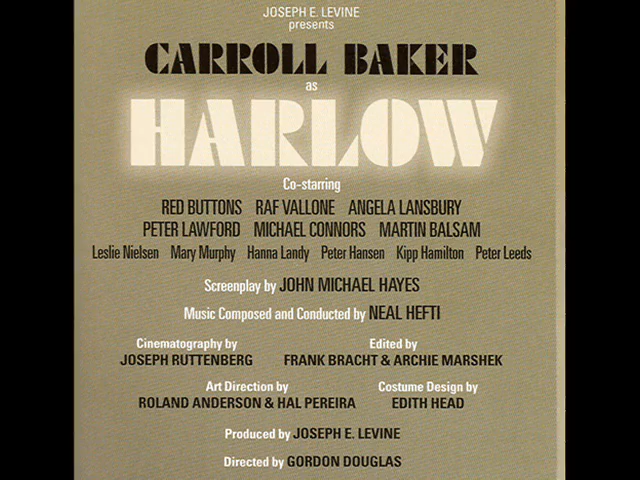 JOSEPH E. LEVINE
presents
CARROLL BAKER
as
HARLOW
Co-starring
RED BUTTONS RAF VALLONE ANGELA LANSBURY
PETER LAWFORD MICHAEL CONNORS MARTIN BALSAM
Leslie Nielsen Mary Murphy Hanna Landy Peter Hansen Kipp Hamilton Peter Leeds
Screenplay by JOHN MICHAEL HAYES
Music Composed and Conducted by NEAL HEFTI
Cinematography by Edited by
JOSEPH RUTTENBERG FRANK BRACHT & ARCHIE MARSHEK
Art Direction by Costume Design by
ROLAND ANDERSON & HAL PEREIRA EDITH HEAD
Produced by JOSEPH E. LEVINE
Directed by GORDON DOUGLAS